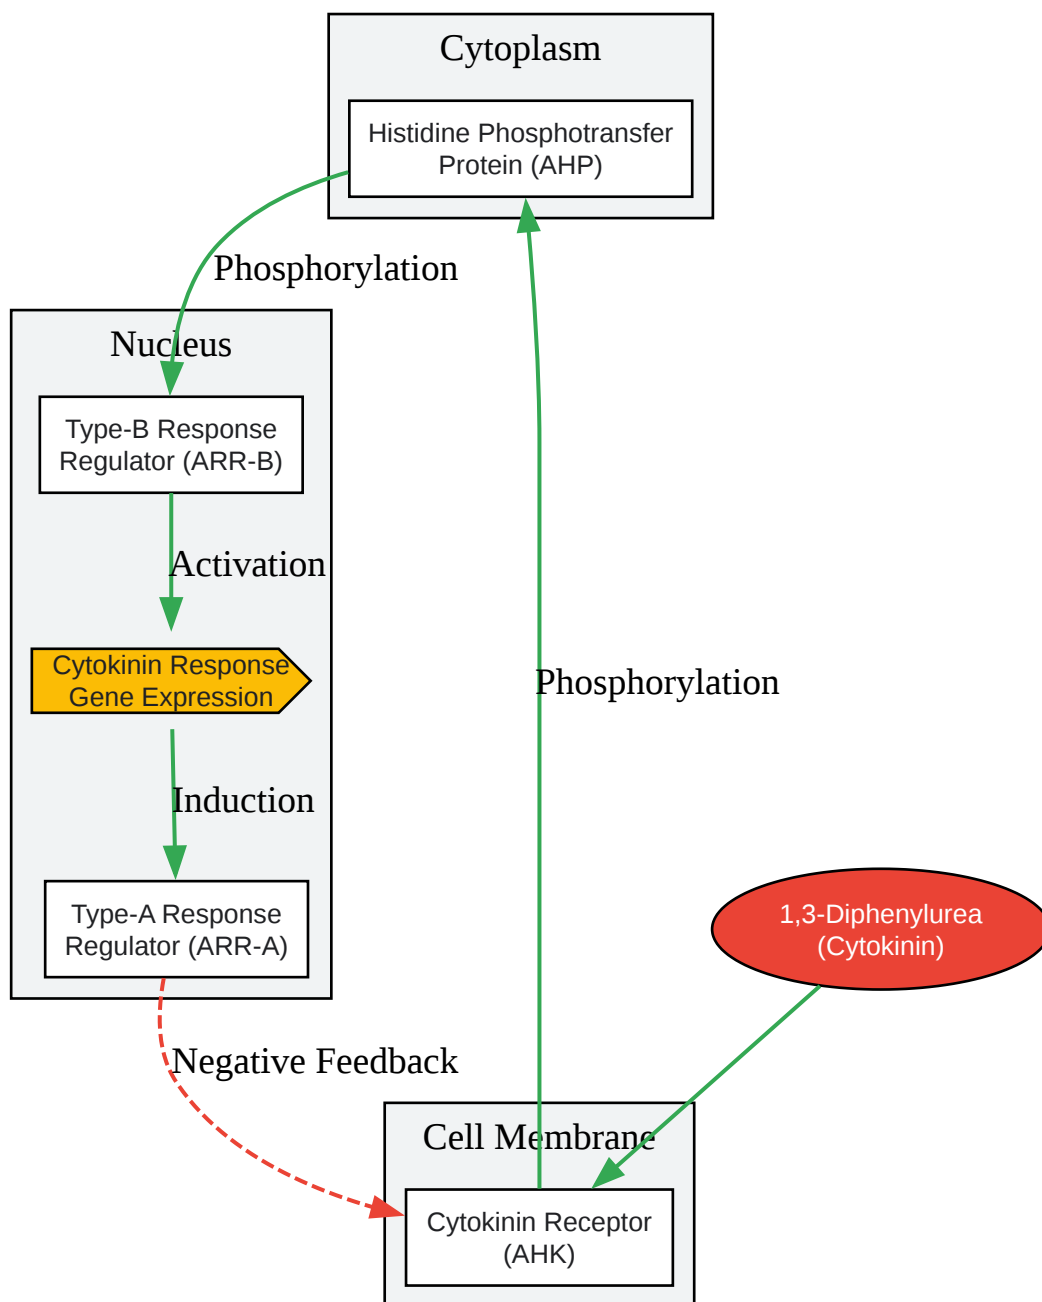 Cytoplasm
Histidine Phosphotransfer
Protein (AHP)
Phosphorylation
Nucleus
Type-B Response
Regulator (ARR-B)
Activation
Cytokinin Response
Gene Expression
Phosphorylation
Induction
Type-A Response
Regulator (ARR-A)
1,3-Diphenylurea
(Cytokinin)
Negative Feedback
Cell Membrane
Cytokinin Receptor
(AHK)